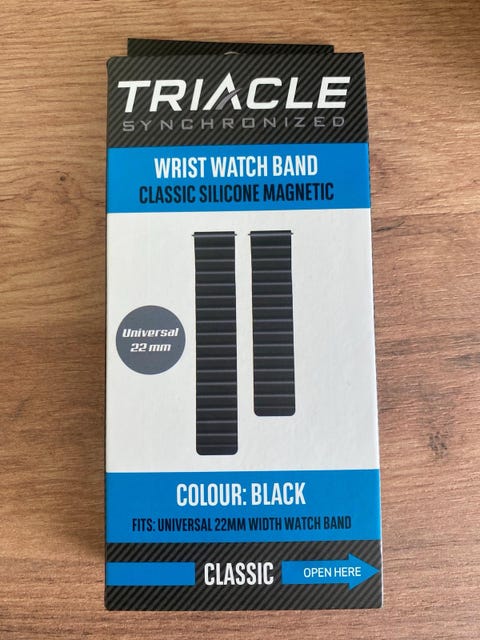 TRIACLE
SYNCHRONIZED
WRIST WATCH BAND
CLASSIC SILICONE MAGNETIC
Universal
22 mm
COLOUR: BLACK
FITS: UNIVERSAL 22MM WIDTH WATCH BAND
CLASSIC
OPEN HERE